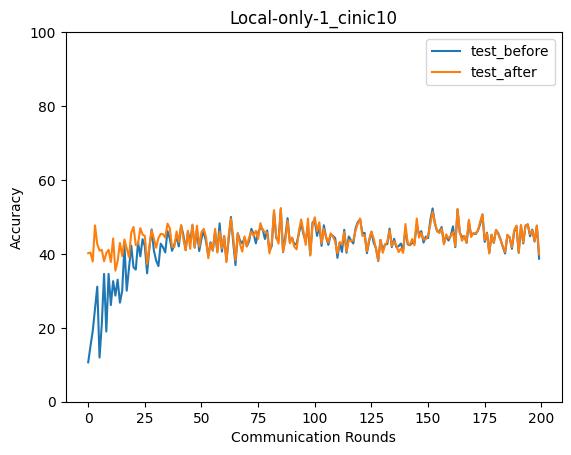 Local-only-1_cinic10
100
80
60
40
20
0
Accuracy
test_before
test_after
0 25 50 75 100 125 150 175 200
Communication Rounds